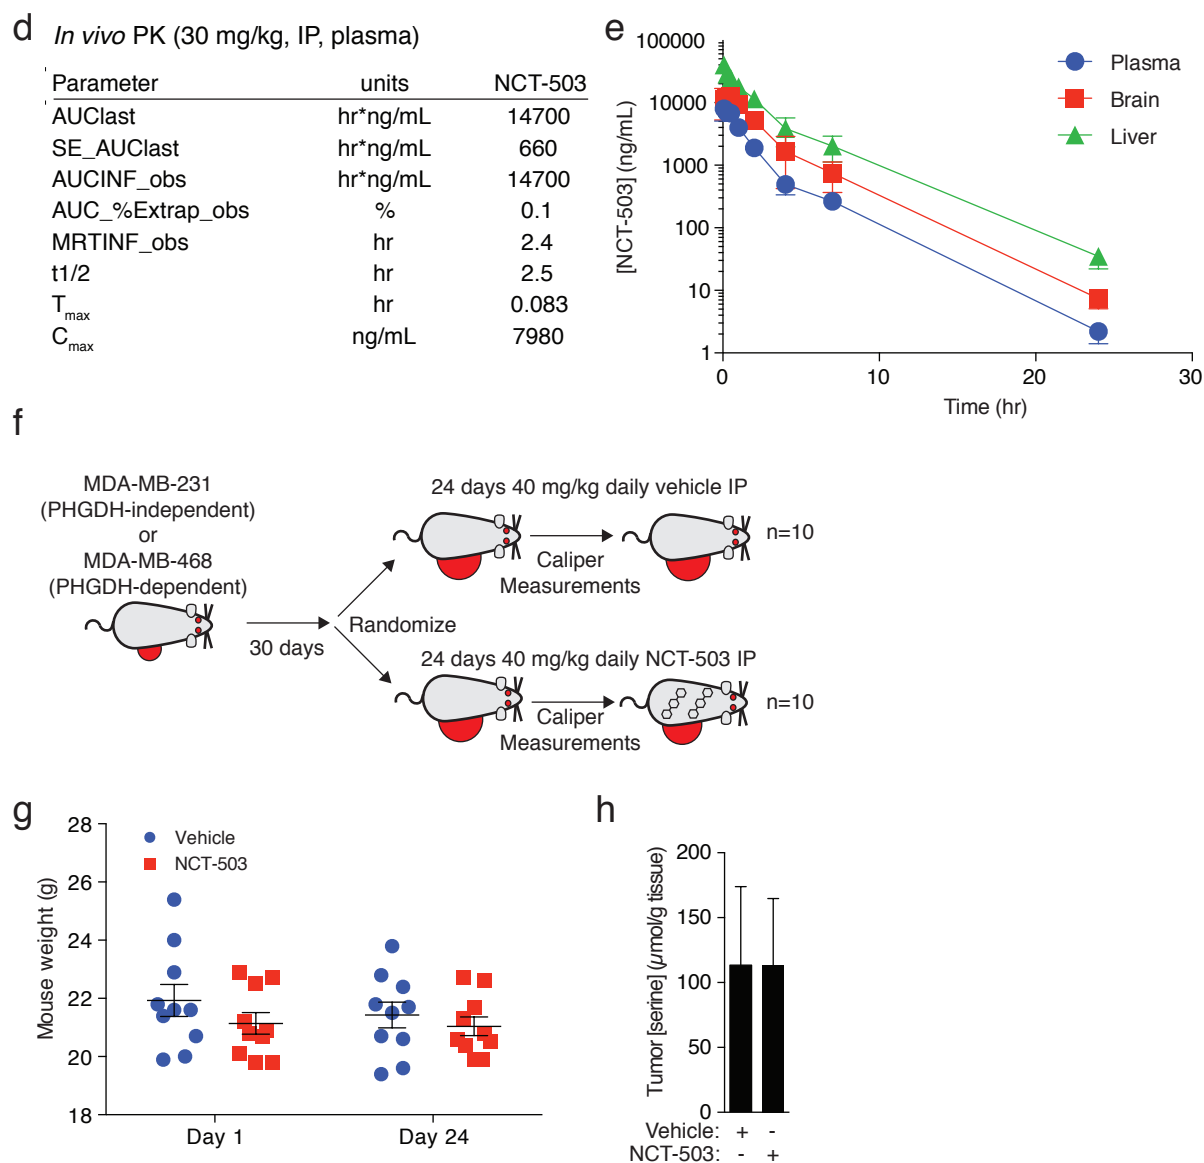 d In vivo PK (30 mg/kg, IP, plasma)
Parameter units NCT-503
AUClast hr*ng/mL 14700
SE_AUClast hr*ng/mL 660
AUCINF_obs hr*ng/mL 14700
AUC_%Extrap_obs % 0.1
MRTINF_obs hr 2.4
t1/2 hr 2.5
Tmax hr 0.083
Cmax ng/mL 7980
e
[NCT-503] (ng/mL)
100000
10000
1000
100
10
1
0 10 20 30
Time (hr)
Plasma
Brain
Liver
f
MDA-MB-231
(PHGDH-independent)
or
MDA-MB-468
(PHGDH-dependent)
30 days
Randomize
24 days 40 mg/kg daily vehicle IP
Caliper
Measurements
n=10
24 days 40 mg/kg daily NCT-503 IP
Caliper
Measurements
n=10
g
Mouse weight (g)
28
26
24
22
20
18
Vehicle
NCT-503
Day 1 Day 24
h
Tumor [serine] (µmol/g tissue)
200
150
100
50
0
Vehicle: + -
NCT-503: - +